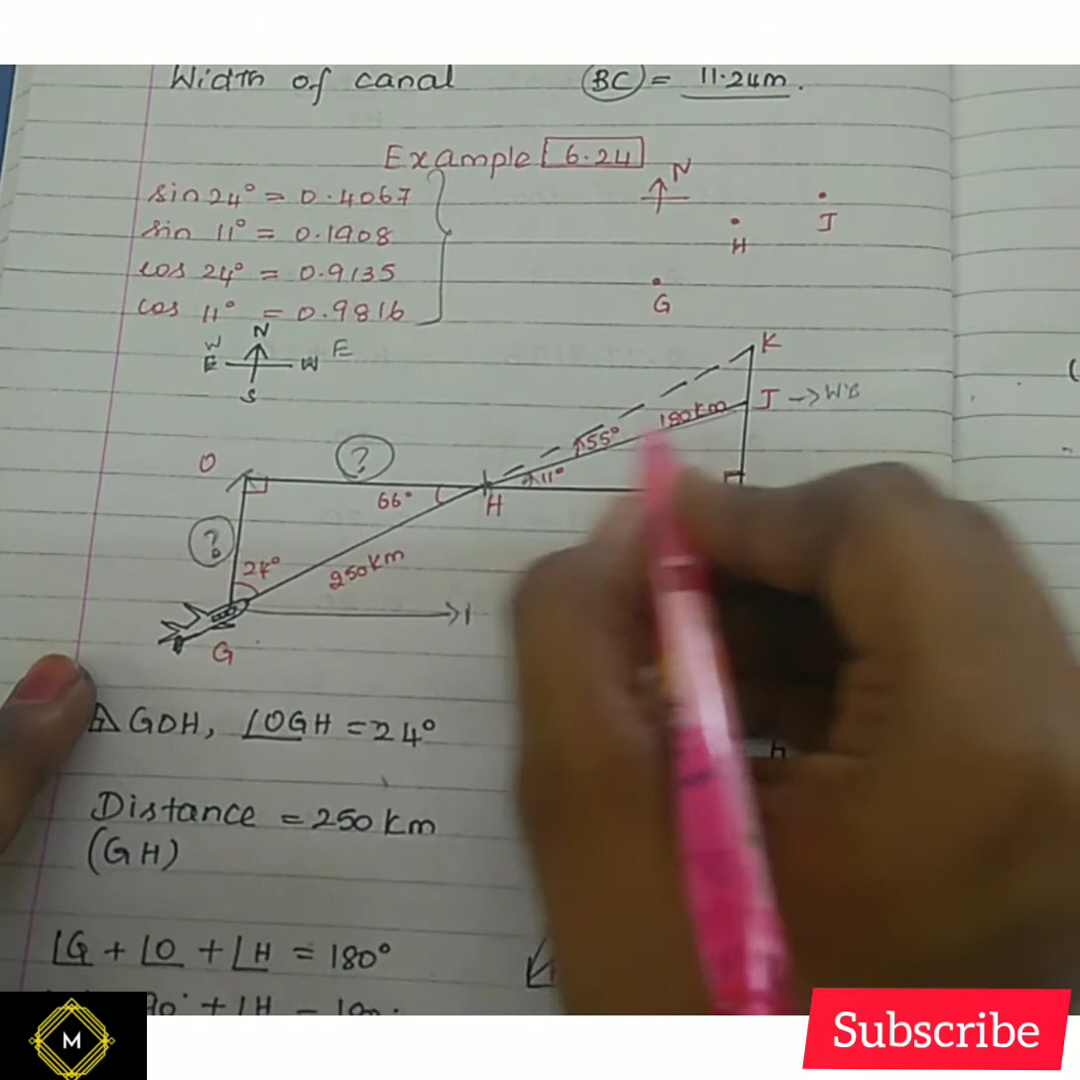 Width of canal (BC) = 11.24m.
Example 6.24
sin 24° = 0.4067
sin 11° = 0.1908
cos 24° = 0.9135
cos 11° = 0.9816
N
J
H
G
N
W E
E W
S
K
J → W'B
180km
55°
11°
O
?
66°
H
?
24°
250km
G
△ GOH, ∠OGH = 24°
Distance = 250 km
(GH)
∠G + ∠O + ∠H = 180°
90° + ∠H =
M
Subscribe